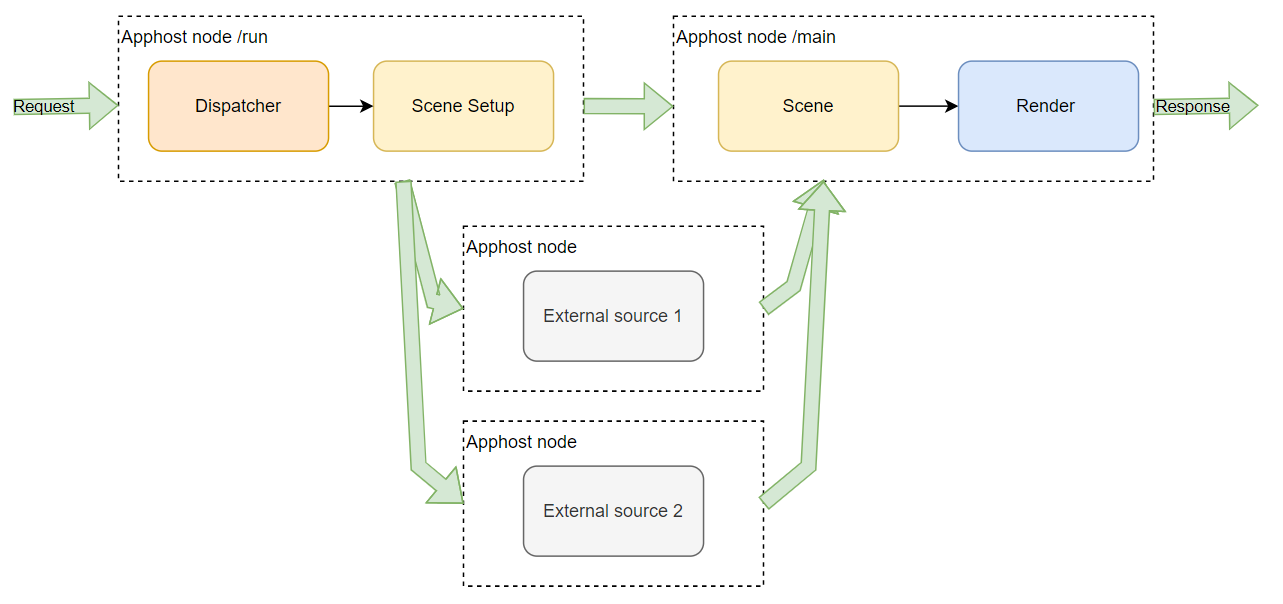 Apphost node /run
Apphost node /main
Request
Dispatcher
Scene Setup
Scene
Render
Response
Apphost node
External source 1
Apphost node
External source 2